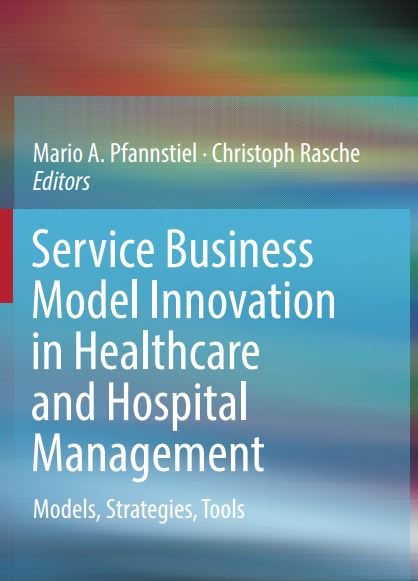 Mario A. Pfannstiel · Christoph Rasche
Editors
Service Business
Model Innovation
in Healthcare
and Hospital
Management
Models, Strategies, Tools